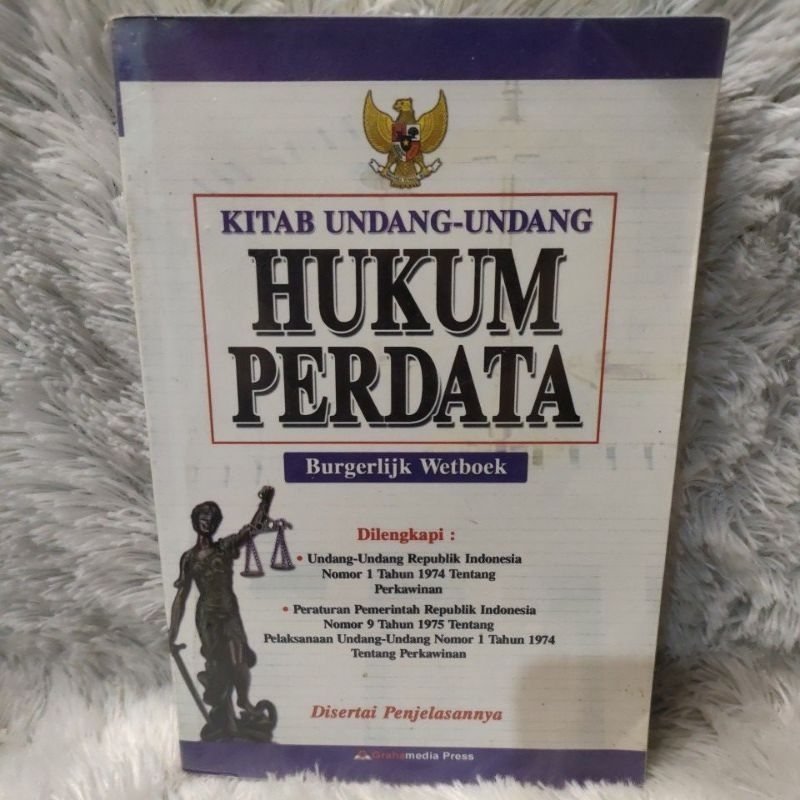 KITAB UNDANG-UNDANG
HUKUM
PERDATA
Burgerlijk Wetboek
Dilengkapi :
• Undang-Undang Republik Indonesia
Nomor 1 Tahun 1974 Tentang
Perkawinan
• Peraturan Pemerintah Republik Indonesia
Nomor 9 Tahun 1975 Tentang
Pelaksanaan Undang-Undang Nomor 1 Tahun 1974
Tentang Perkawinan
Disertai Penjelasannya
Grahamedia Press